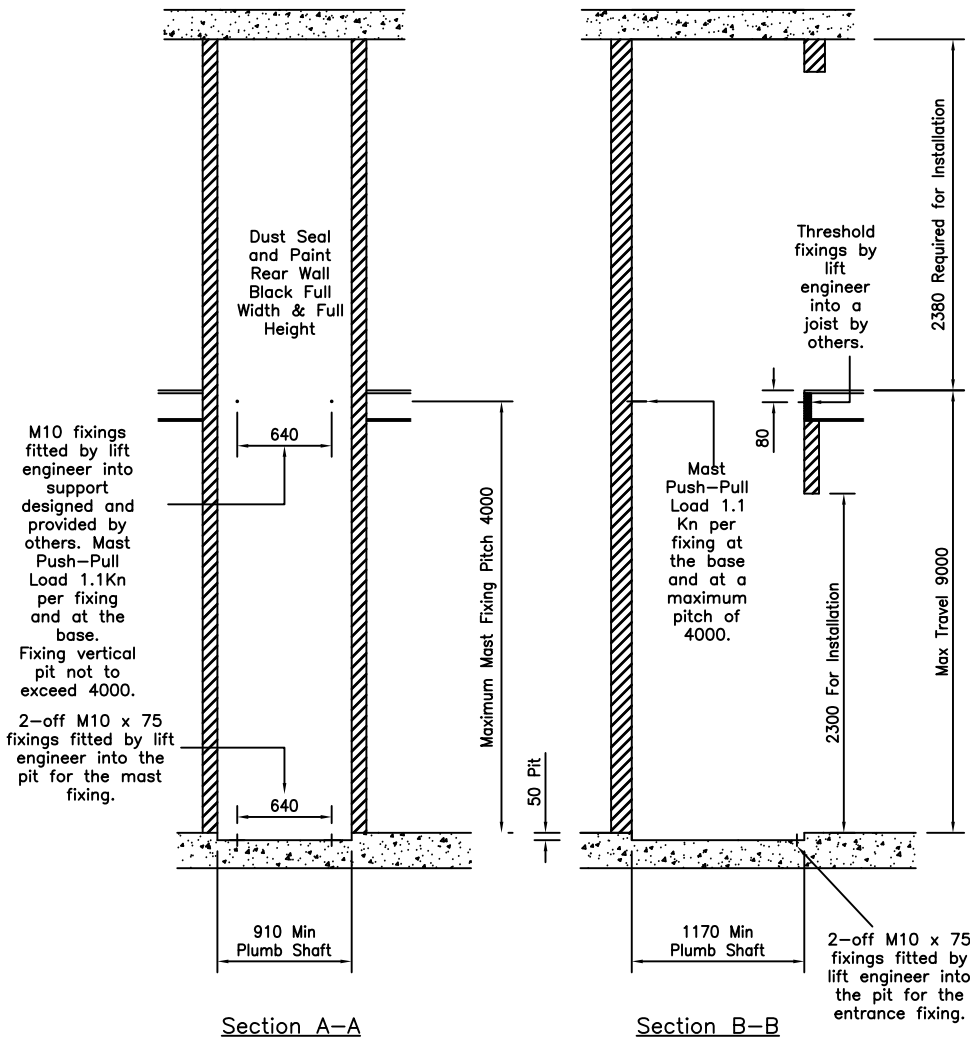 Dust Seal
and Paint
Rear Wall
Black Full
Width & Full
Height
640
M10 fixings
fitted by lift
engineer into
support
designed and
provided by
others. Mast
Push-Pull
Load 1.1Kn
per fixing
and at the
base.
Fixing vertical
pit not to
exceed 4000.
2-off M10 x 75
fixings fitted by lift
engineer into the
pit for the mast
fixing.
640
Maximum Mast Fixing Pitch 4000
910 Min
Plumb Shaft
Section A-A
Threshold
fixings by
lift
engineer
into a
joist by
others.
2380 Required for Installation
80
Mast
Push-Pull
Load 1.1
Kn per
fixing at
the base
and at a
maximum
pitch of
4000.
2300 For Installation
Max Travel 9000
50 Pit
1170 Min
Plumb Shaft
2-off M10 x 75
fixings fitted by
lift engineer into
the pit for the
entrance fixing.
Section B-B